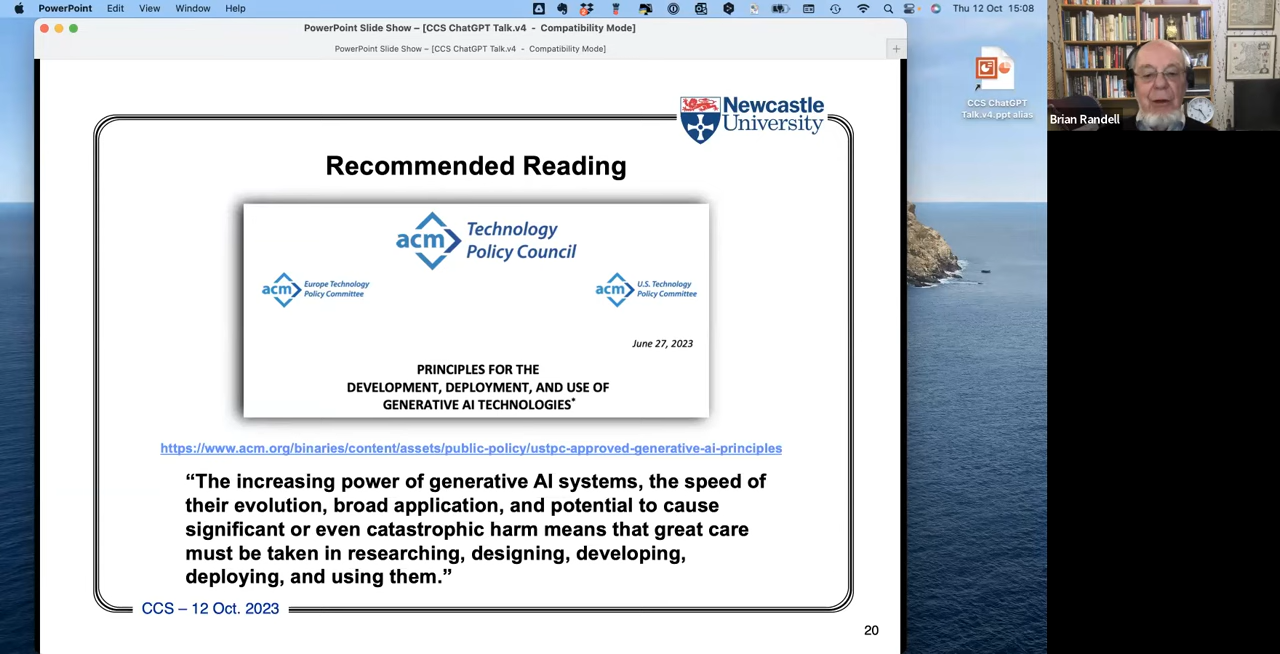 PowerPoint Edit View Window Help Thu 12 Oct 15:08
PowerPoint Slide Show – [CCS ChatGPT Talk.v4 - Compatibility Mode]
PowerPoint Slide Show – [CCS ChatGPT Talk.v4 - Compatibility Mode]
CCS ChatGPT
Talk.v4.ppt alias
Brian Randell
Newcastle
University
Recommended Reading
acm Technology
Policy Council
acm Europe Technology
Policy Committee
acm U.S. Technology
Policy Committee
June 27, 2023
PRINCIPLES FOR THE
DEVELOPMENT, DEPLOYMENT, AND USE OF
GENERATIVE AI TECHNOLOGIES*
https://www.acm.org/binaries/content/assets/public-policy/ustpc-approved-generative-ai-principles
“The increasing power of generative AI systems, the speed of
their evolution, broad application, and potential to cause
significant or even catastrophic harm means that great care
must be taken in researching, designing, developing,
deploying, and using them.”
CCS – 12 Oct. 2023
20